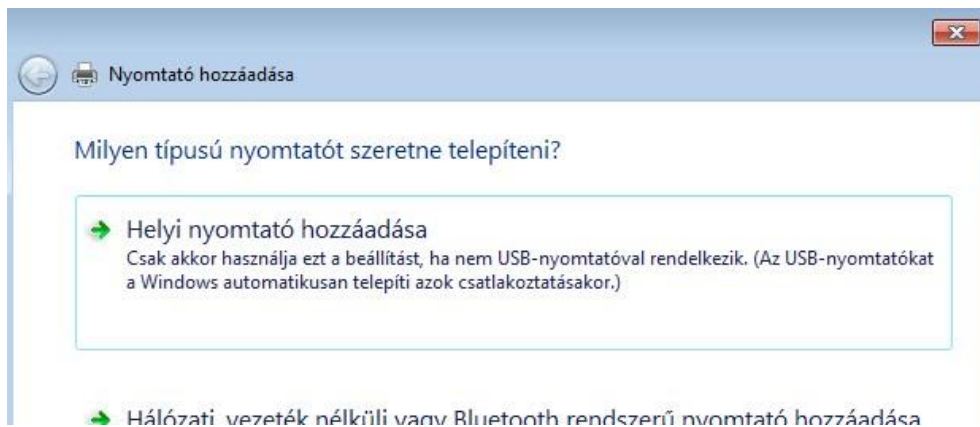 Nyomtató hozzáadása
Milyen típusú nyomtatót szeretne telepíteni?
Helyi nyomtató hozzáadása
Csak akkor használja ezt a beállítást, ha nem USB-nyomtatóval rendelkezik. (Az USB-nyomtatókat
a Windows automatikusan telepíti azok csatlakoztatásakor.)
Hálózati, vezeték nélküli vagy Bluetooth rendszerű nyomtató hozzáadása